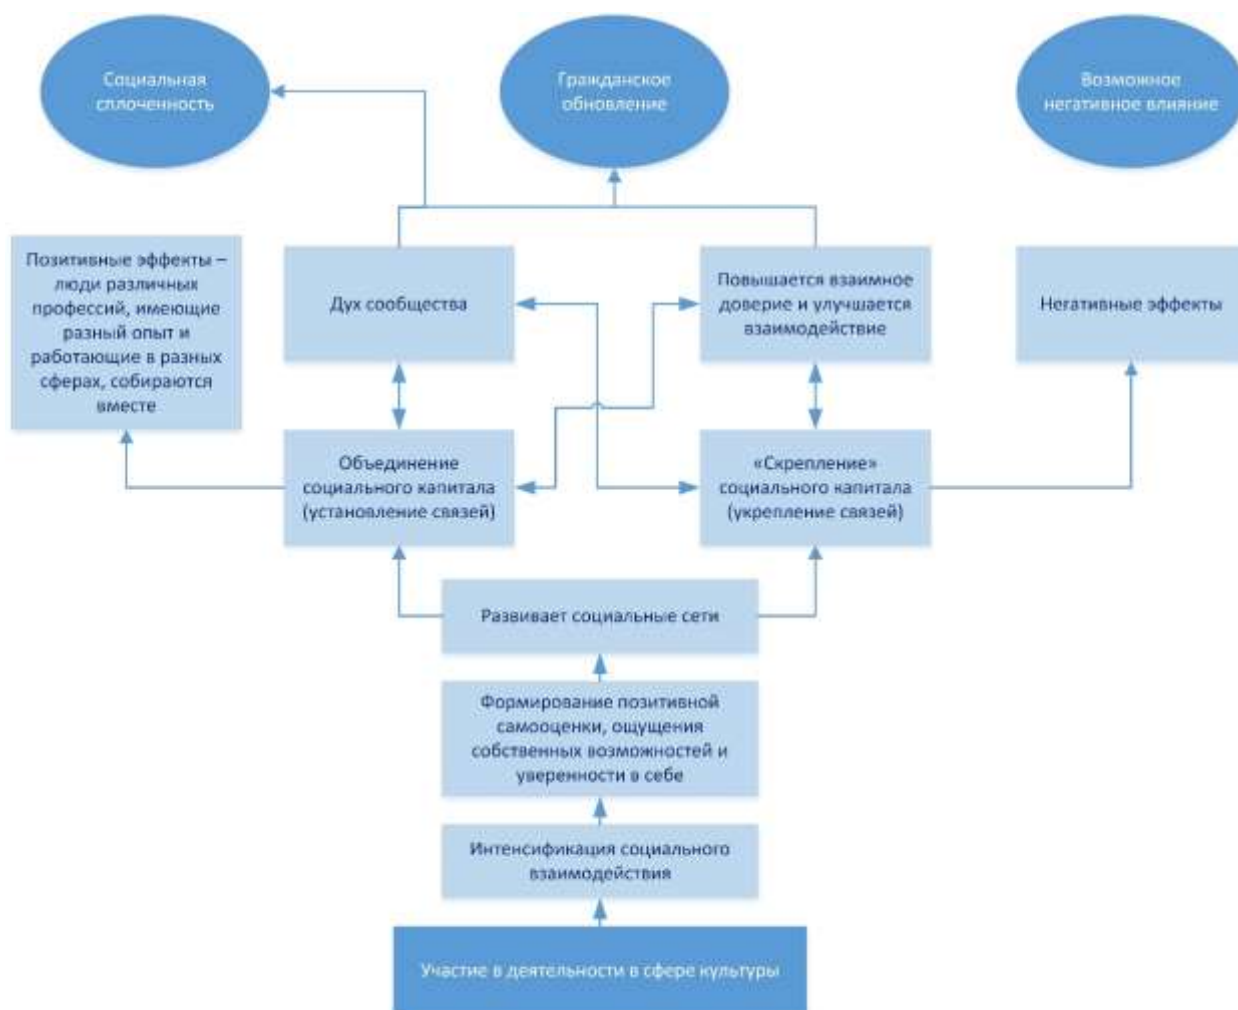 Социальная
сплоченность
Гражданское
обновление
Возможное
негативное влияние
Позитивные эффекты –
люди различных
профессий, имеющие
разный опыт и
работающие в разных
сферах, собираются
вместе
Дух сообщества
Повышается взаимное
доверие и улучшается
взаимодействие
Негативные эффекты
Объединение
социального капитала
(установление связей)
«Скрепление»
социального капитала
(укрепление связей)
Развивает социальные сети
Формирование позитивной
самооценки, ощущения
собственных возможностей и
уверенности в себе
Интенсификация социального
взаимодействия
Участие в деятельности в сфере культуры